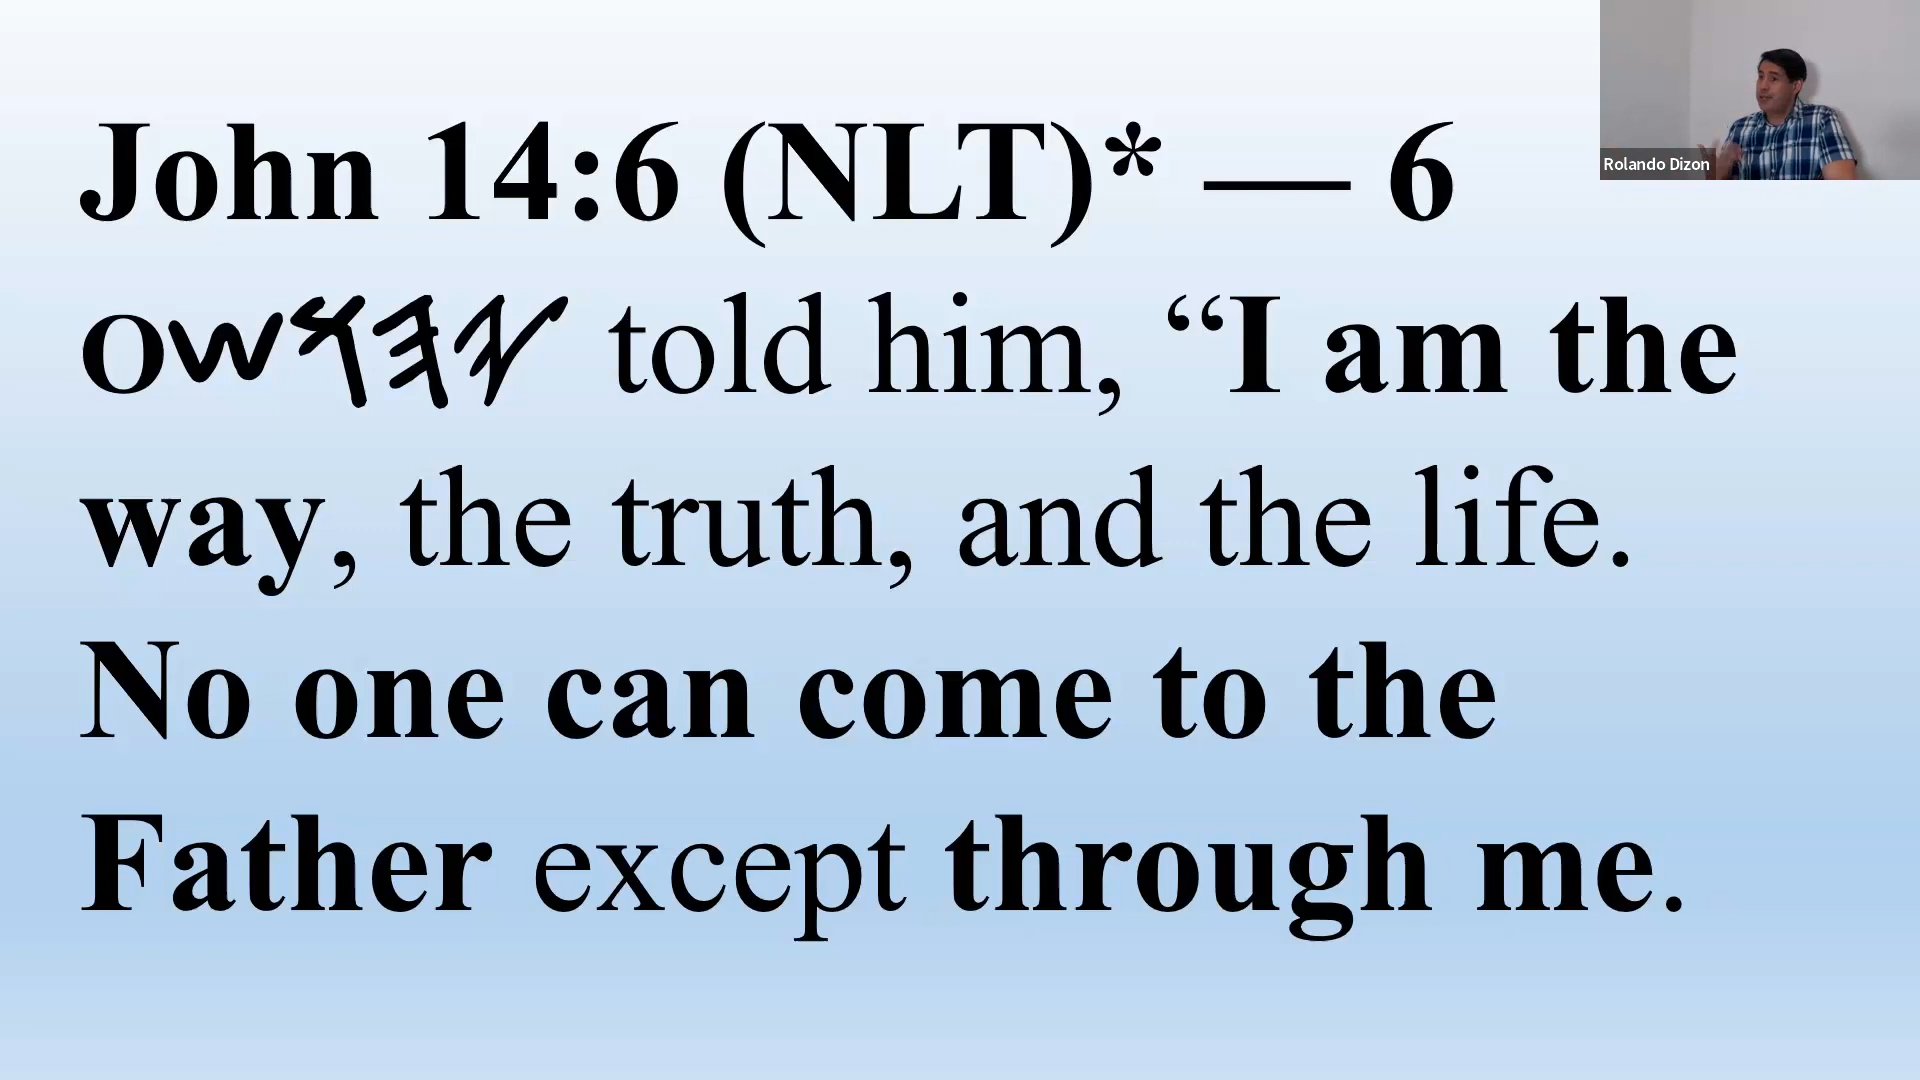 John 14:6 (NLT)* — 6
𐤉𐤄𐤅𐤔𐤏 told him, “I am the
way, the truth, and the life.
No one can come to the
Father except through me.
Rolando Dizon